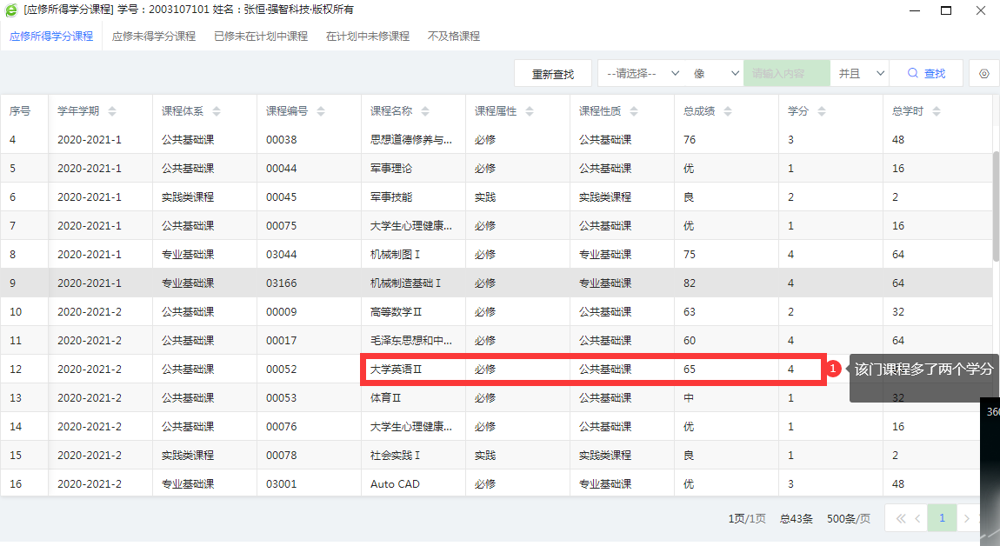 [应修所得学分课程] 学号：2003107101 姓名：张恒·强智科技·版权所有
应修所得学分课程 应修未得学分课程 已修未在计划中课程 在计划中未修课程 不及格课程
重新查找 --请选择-- 像 请输入内容 并且 查找
序号 学年学期 课程体系 课程编号 课程名称 课程属性 课程性质 总成绩 学分 总学时
4 2020-2021-1 公共基础课 00038 思想道德修养与... 必修 公共基础课 76 3 48
5 2020-2021-1 公共基础课 00044 军事理论 必修 公共基础课 优 1 16
6 2020-2021-1 实践类课程 00045 军事技能 实践 实践类课程 良 2 2
7 2020-2021-1 公共基础课 00075 大学生心理健康... 必修 公共基础课 优 1 16
8 2020-2021-1 专业基础课 03044 机械制图Ⅰ 必修 专业基础课 75 4 64
9 2020-2021-1 专业基础课 03166 机械制造基础Ⅰ 必修 专业基础课 82 4 64
10 2020-2021-2 公共基础课 00009 高等数学Ⅱ 必修 公共基础课 63 2 32
11 2020-2021-2 公共基础课 00017 毛泽东思想和中... 必修 公共基础课 60 4 64
12 2020-2021-2 公共基础课 00052 大学英语Ⅱ 必修 公共基础课 65 4 1 该门课程多了两个学分
13 2020-2021-2 公共基础课 00053 体育Ⅱ 必修 公共基础课 中 1 32
14 2020-2021-2 公共基础课 00076 大学生心理健康... 必修 公共基础课 优 1 16
360
15 2020-2021-2 实践类课程 00078 社会实践Ⅰ 实践 实践类课程 良 1 2
16 2020-2021-2 专业基础课 03001 Auto CAD 必修 专业基础课 优 3 48
1页/1页 总43条 500条/页 1